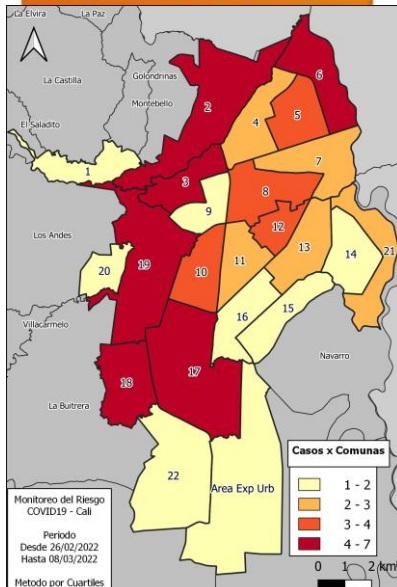 La Elvira
La Paz
La Castilla
Golondrinas
Montebello
El Saladito
Los Andes
Villacarmelo
La Buitrera
Navarro
6
2
5
4
7
1
3
8
9
12
19
10
11
13
14
21
20
16
15
18
17
22
Area Exp Urb
Monitoreo del Riesgo
COVID19 - Cali
Periodo
Desde 26/02/2022
Hasta 08/03/2022
Metodo por Cuartiles
Casos x Comunas
1 - 2
2 - 3
3 - 4
4 - 7
0 1 2 km